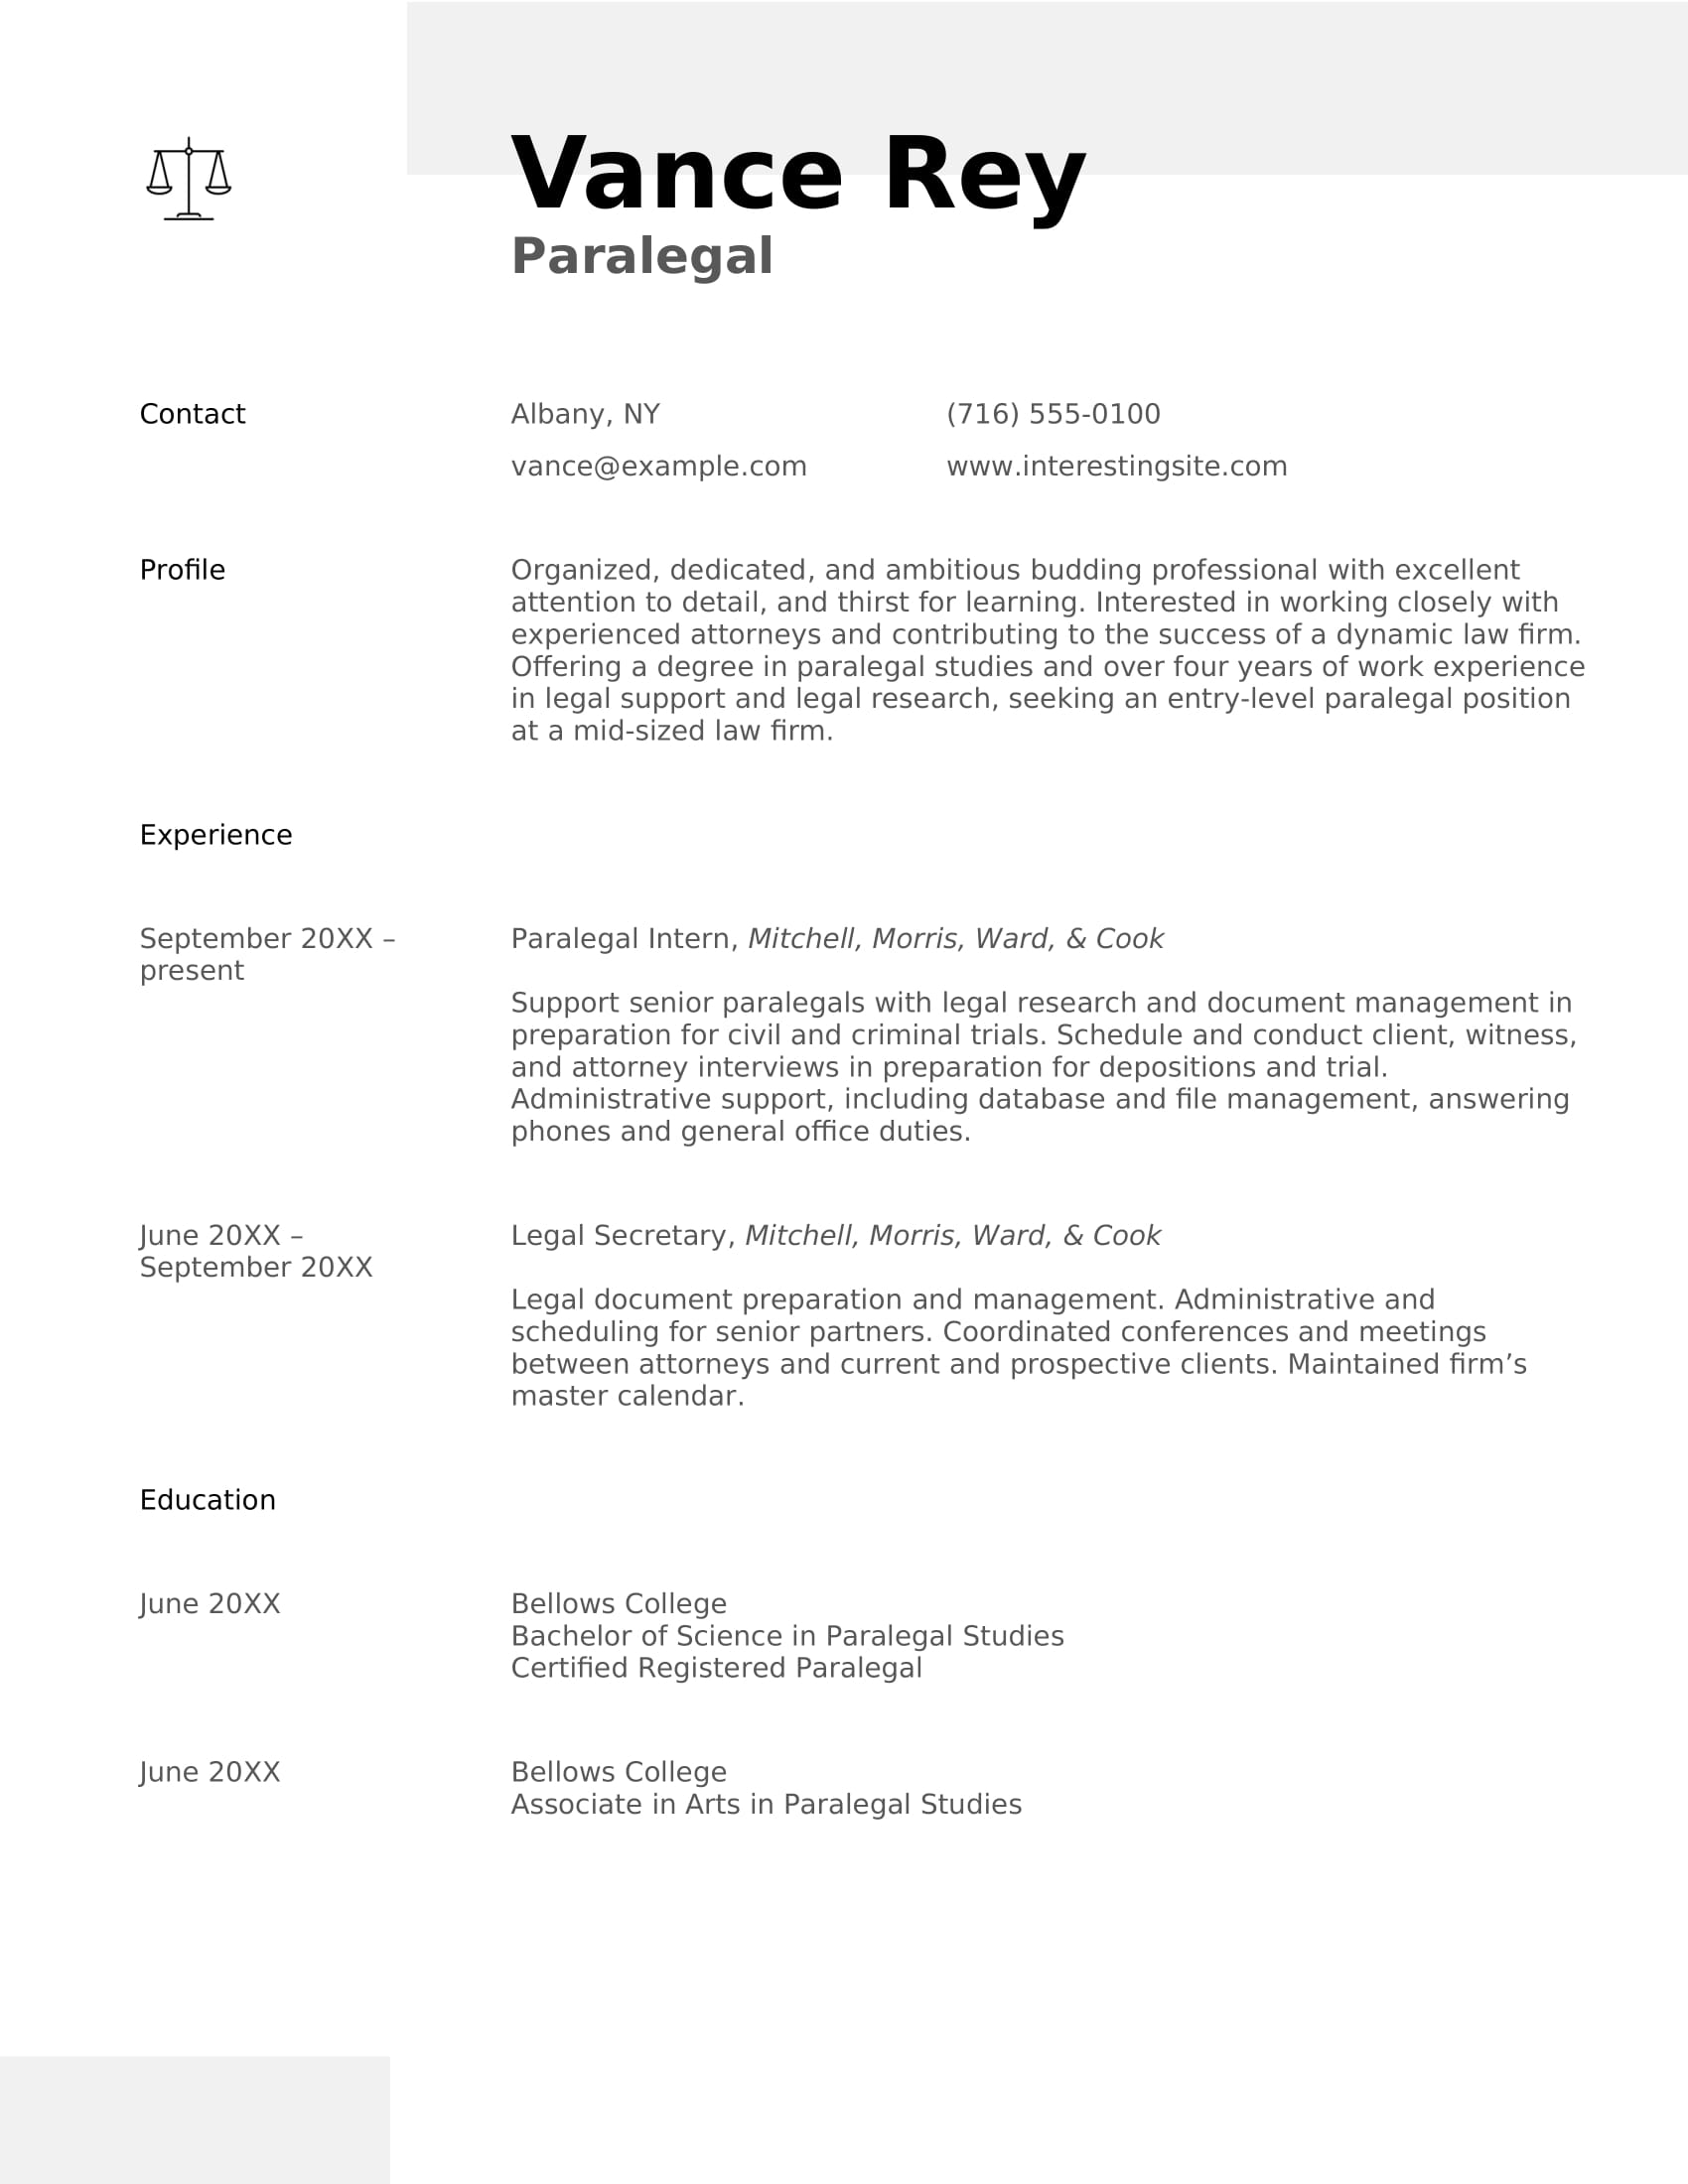 Vance Rey
Paralegal
Contact
Albany, NY
(716) 555-0100
vance@example.com
www.interestingsite.com
Profile
Organized, dedicated, and ambitious budding professional with excellent
attention to detail, and thirst for learning. Interested in working closely with
experienced attorneys and contributing to the success of a dynamic law firm.
Offering a degree in paralegal studies and over four years of work experience
in legal support and legal research, seeking an entry-level paralegal position
at a mid-sized law firm.
Experience
September 20XX –
present
Paralegal Intern, Mitchell, Morris, Ward, & Cook
Support senior paralegals with legal research and document management in
preparation for civil and criminal trials. Schedule and conduct client, witness,
and attorney interviews in preparation for depositions and trial.
Administrative support, including database and file management, answering
phones and general office duties.
June 20XX –
September 20XX
Legal Secretary, Mitchell, Morris, Ward, & Cook
Legal document preparation and management. Administrative and
scheduling for senior partners. Coordinated conferences and meetings
between attorneys and current and prospective clients. Maintained firm’s
master calendar.
Education
June 20XX
Bellows College
Bachelor of Science in Paralegal Studies
Certified Registered Paralegal
June 20XX
Bellows College
Associate in Arts in Paralegal Studies